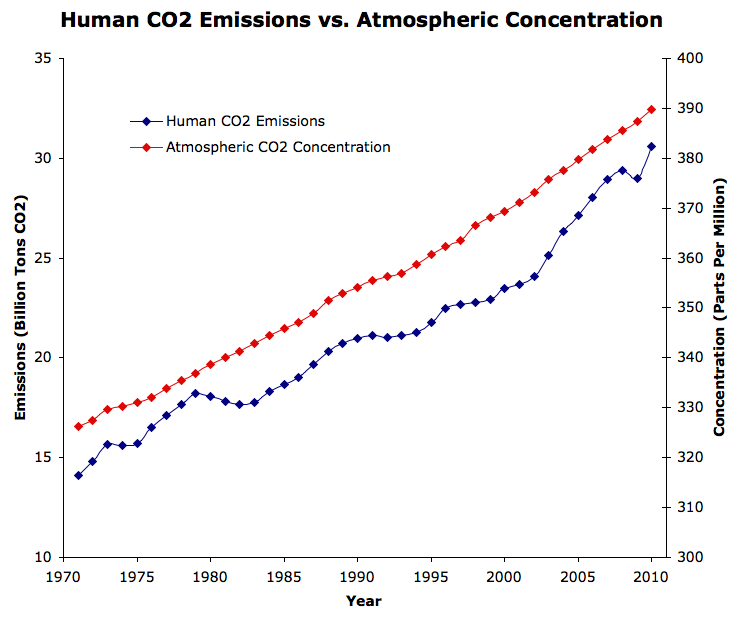 Human CO2 Emissions vs. Atmospheric Concentration
35
30
25
20
15
10
Emissions (Billion Tons CO2)
Human CO2 Emissions
Atmospheric CO2 Concentration
400
390
380
370
360
350
340
330
320
310
300
Concentration (Parts Per Million)
1970 1975 1980 1985 1990 1995 2000 2005 2010
Year